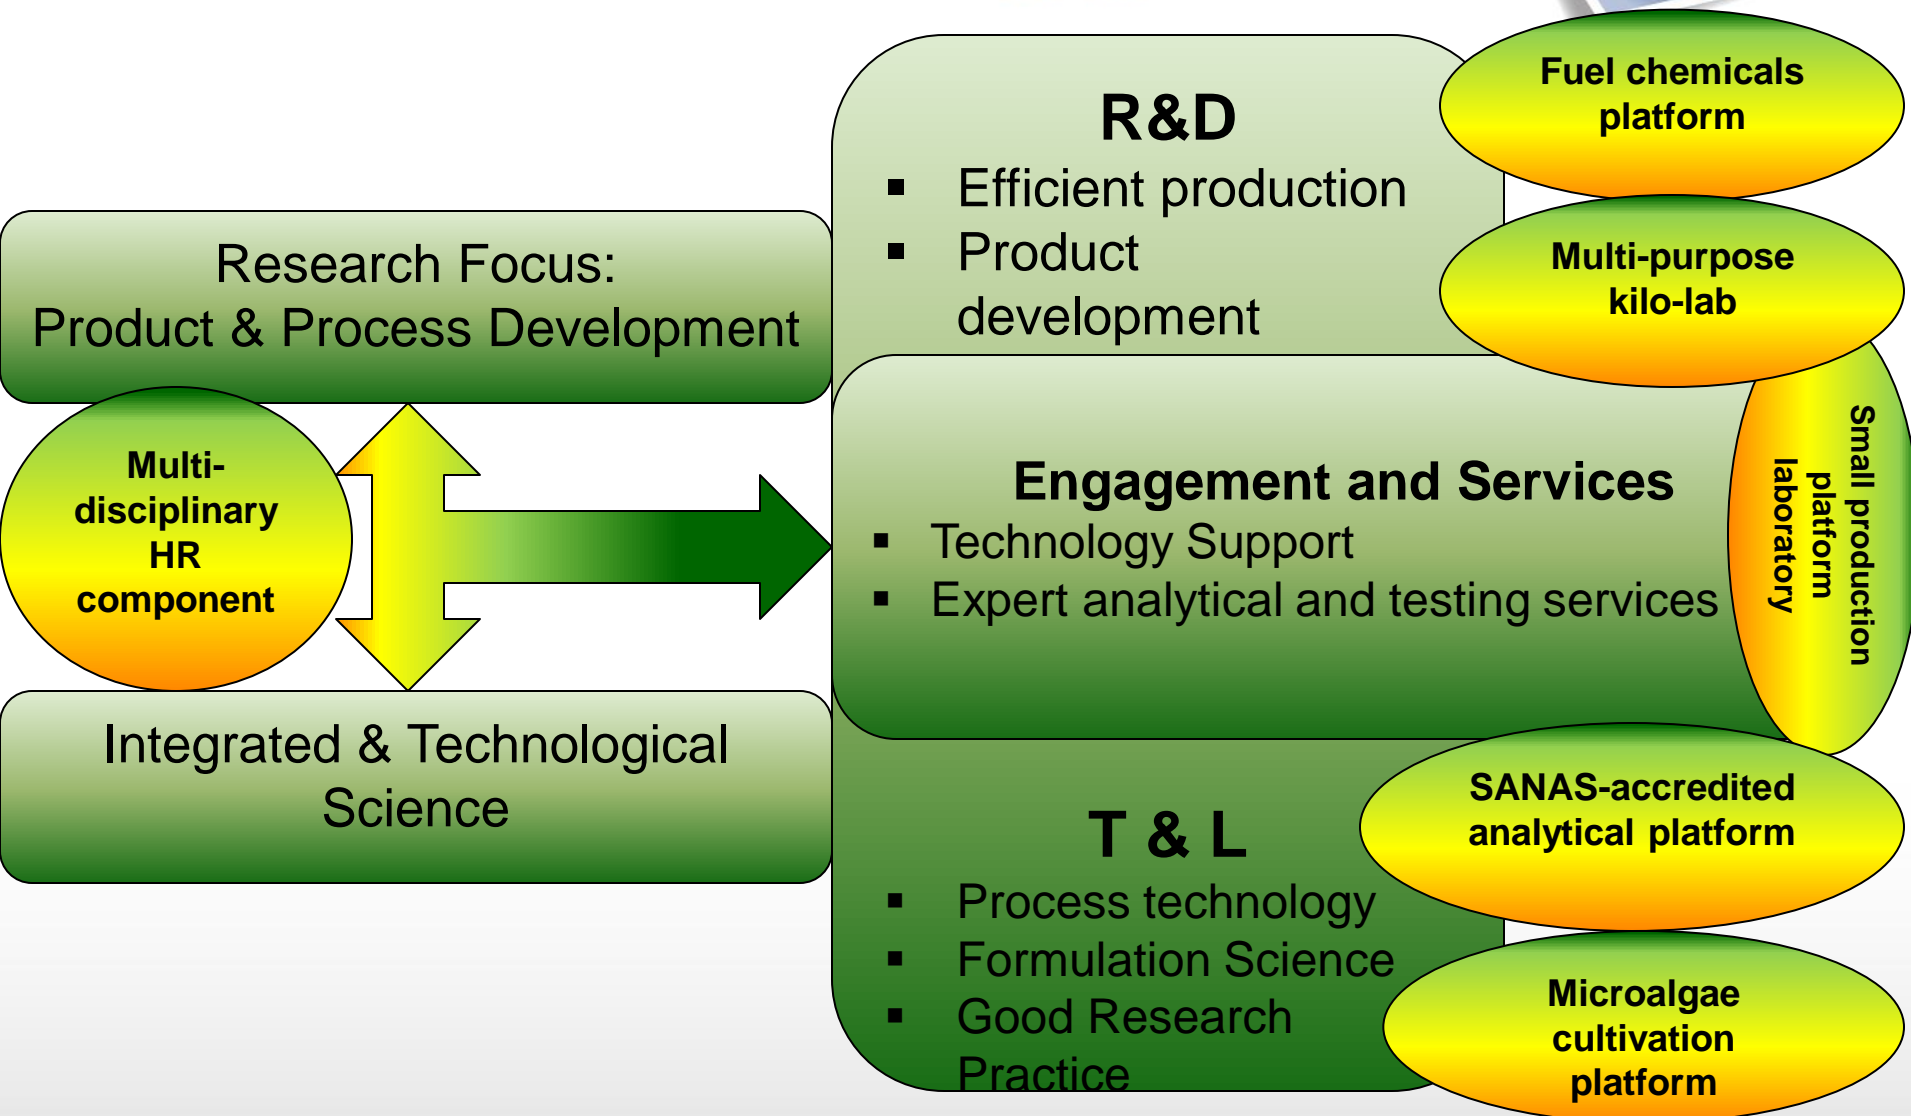 Research Focus:
Product & Process Development
Multi-
disciplinary
HR
component
Integrated & Technological
Science
R&D
▪ Efficient production
▪ Product
development
Engagement and Services
▪ Technology Support
▪ Expert analytical and testing services
T & L
▪ Process technology
▪ Formulation Science
▪ Good Research
Practice
Fuel chemicals
platform
Multi-purpose
kilo-lab
Small production
platform
laboratory
SANAS-accredited
analytical platform
Microalgae
cultivation
platform